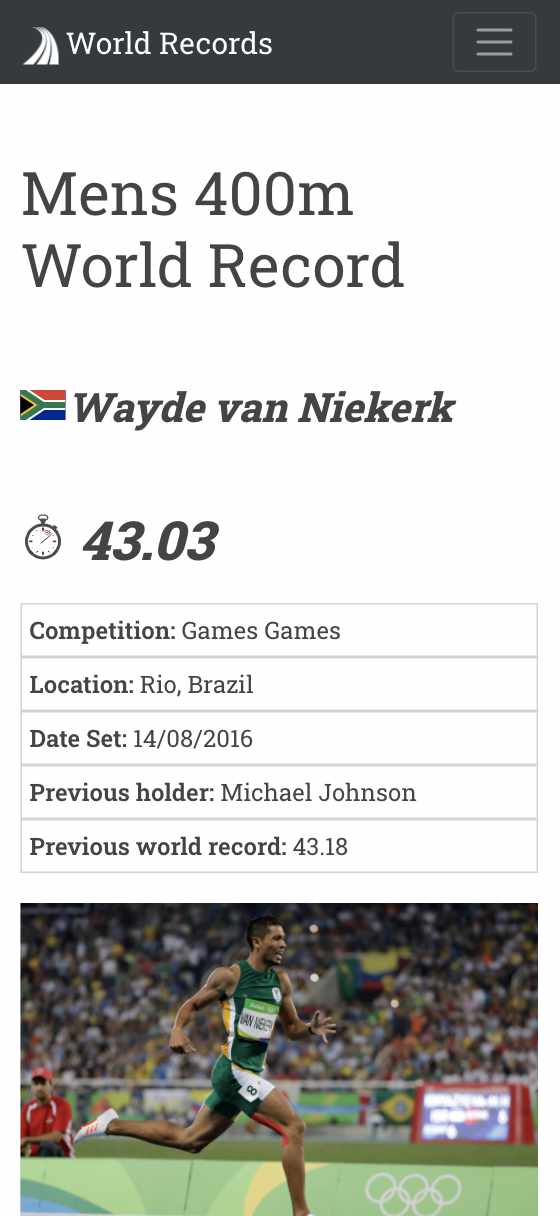 World Records
Mens 400m
World Record
Wayde van Niekerk
43.03
Competition: Games Games
Location: Rio, Brazil
Date Set: 14/08/2016
Previous holder: Michael Johnson
Previous world record: 43.18
VAN NIEKERK
8